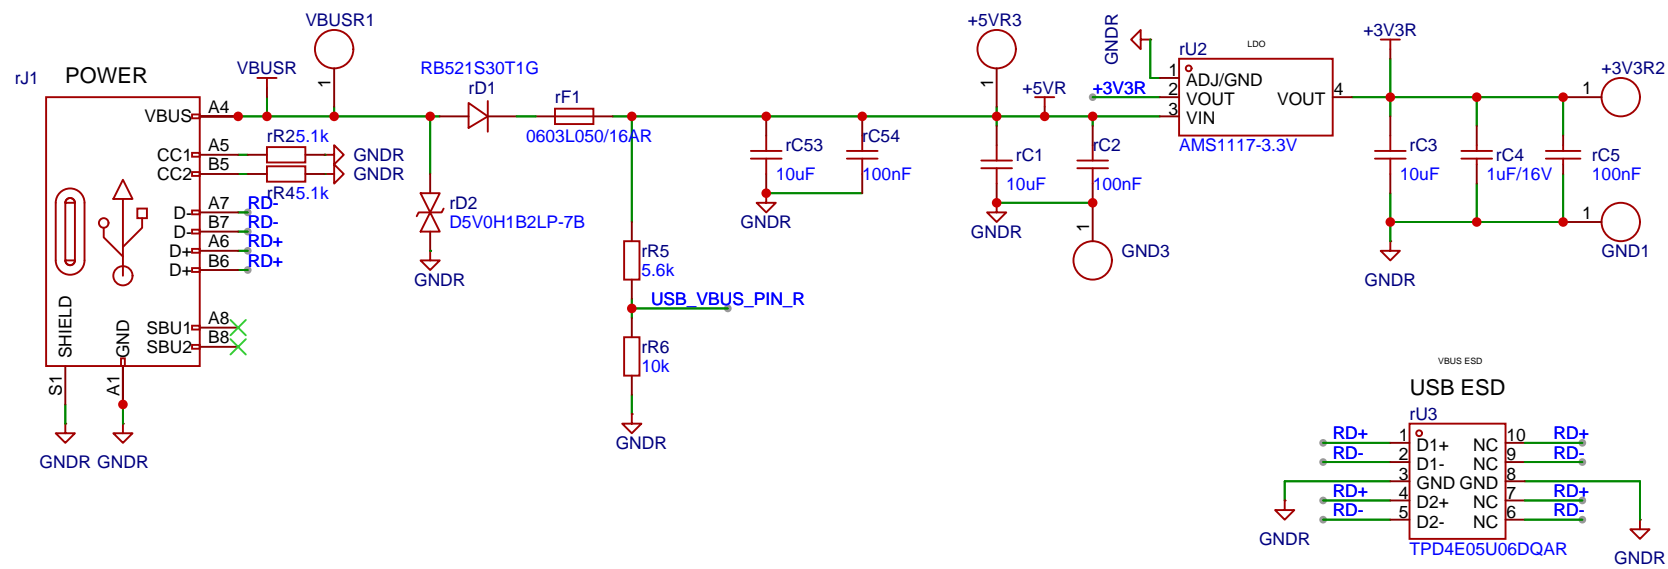 rJ1
POWER
VBUS
A4
CC1
A5
CC2
B5
D-
A7
D-
B7
D+
A6
D+
B6
SBU1
A8
SBU2
B8
SHIELD
GND
S1
A1
GNDR
GNDR
VBUSR
VBUSR1
1
rR2
5.1k
GNDR
GNDR
rR4
5.1k
RD-
RD-
RD+
RD+
RB521S30T1G
rD1
rF1
0603L050/16AR
rD2
D5V0H1B2LP-7B
GNDR
rR5
5.6k
USB_VBUS_PIN_R
rR6
10k
GNDR
rC53
10uF
rC54
100nF
GNDR
+5VR3
1
+5VR
rC1
10uF
rC2
100nF
GNDR
1
GND3
GNDR
+3V3R
LDO
rU2
1
ADJ/GND
2
VOUT
3
VIN
VOUT
4
AMS1117-3.3V
+3V3R
rC3
10uF
rC4
1uF/16V
rC5
100nF
GNDR
1
+3V3R2
1
GND1
VBUS ESD
USB ESD
rU3
RD+ 1 D1+ NC 10 RD+
RD- 2 D1- NC 9 RD-
3 GND GND 8
RD+ 4 D2+ NC 7 RD+
RD- 5 D2- NC 6 RD-
GNDR
GNDR
TPD4E05U06DQAR